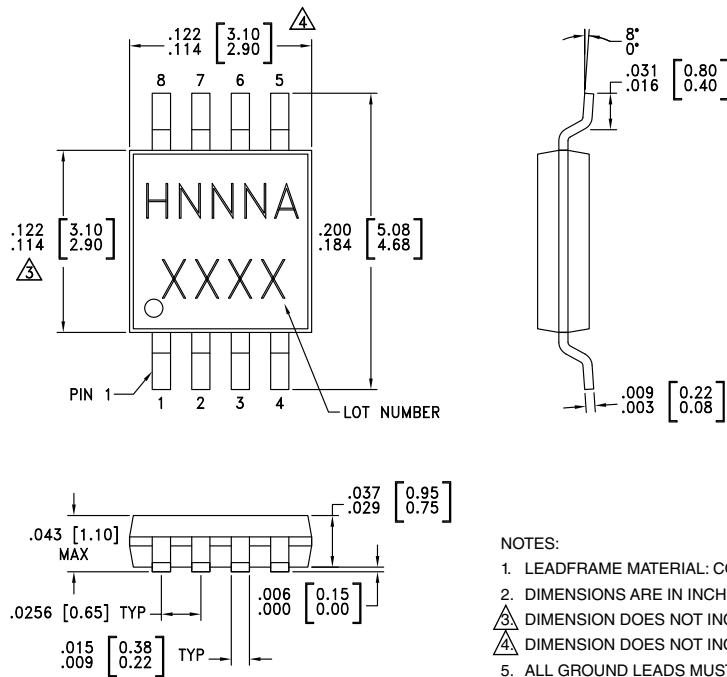 .122 [3.10]
.114 [2.90]
4
8 7 6 5
8°
0°
.031 [0.80]
.016 [0.40]
HNNNA
XXXX
.122 [3.10]
.114 [2.90]
3
.200 [5.08]
.184 [4.68]
PIN 1
1 2 3 4
LOT NUMBER
.009 [0.22]
.003 [0.08]
.043 [1.10]
MAX
.037 [0.95]
.029 [0.75]
.0256 [0.65] TYP
.006 [0.15]
.000 [0.00]
.015 [0.38]
.009 [0.22]
TYP
NOTES:
1. LEADFRAME MATERIAL:
2. DIMENSIONS ARE IN INCH
3. DIMENSION DOES NOT
4. DIMENSION DOES NOT
5. ALL GROUND LEADS MUST